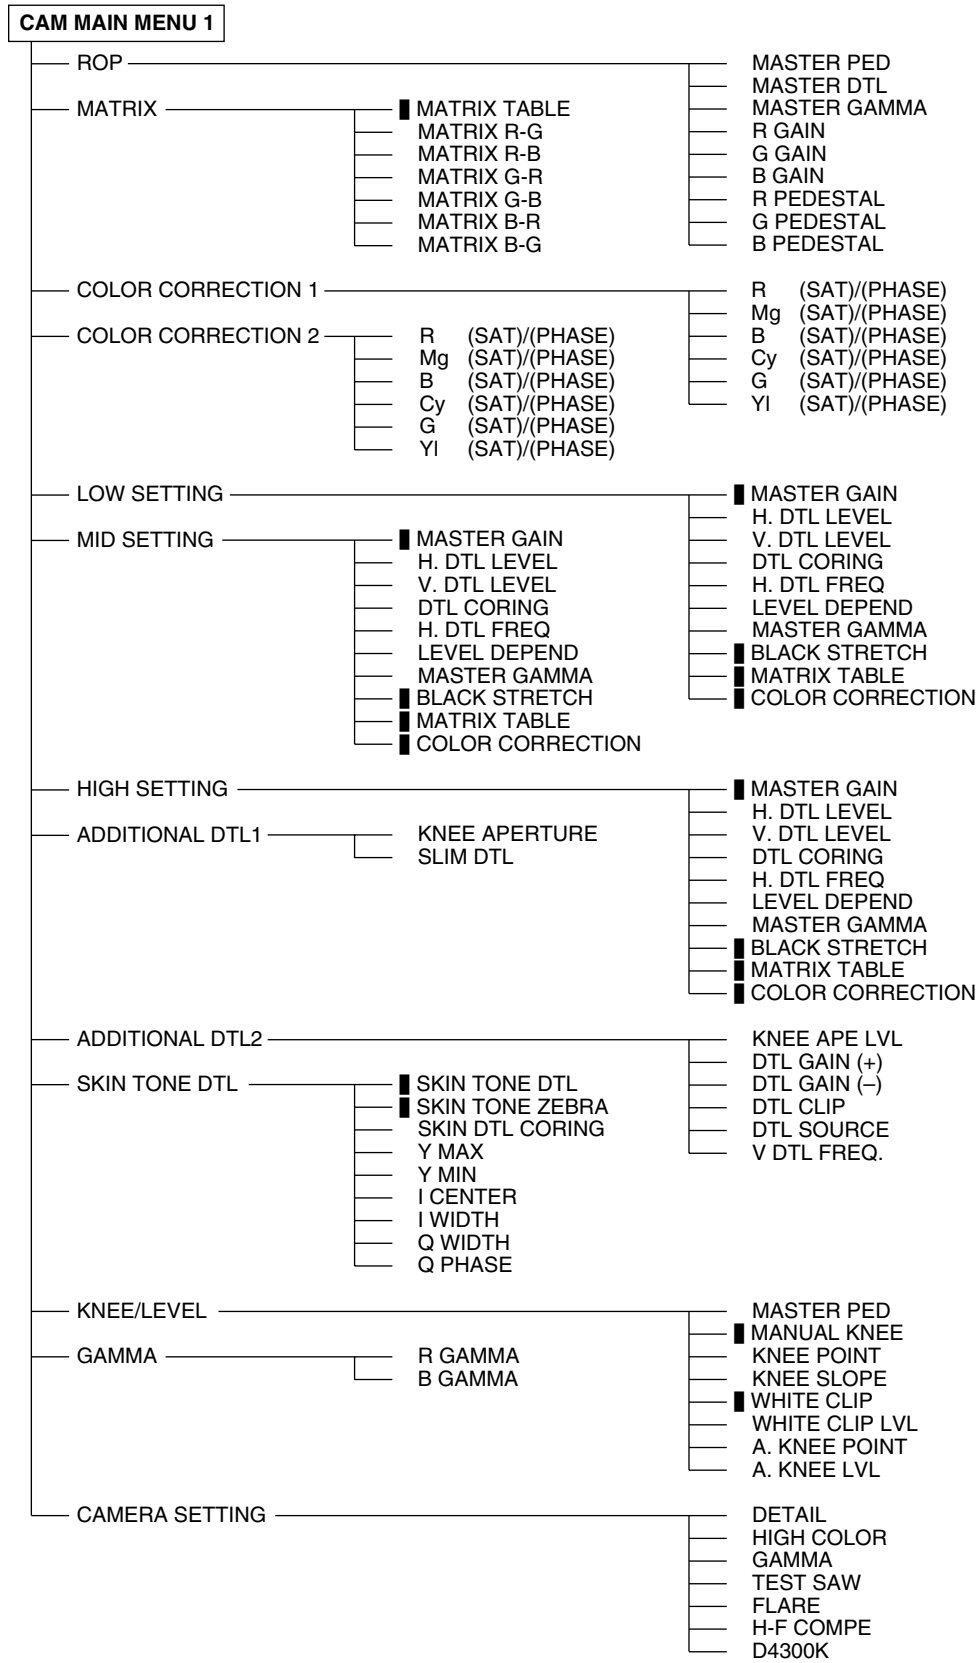 CAM MAIN MENU 1
ROP
MASTER PED
MASTER DTL
MASTER GAMMA
R GAIN
G GAIN
B GAIN
R PEDESTAL
G PEDESTAL
B PEDESTAL
MATRIX
MATRIX TABLE
MATRIX R-G
MATRIX R-B
MATRIX G-R
MATRIX G-B
MATRIX B-R
MATRIX B-G
COLOR CORRECTION 1
R (SAT)/(PHASE)
Mg (SAT)/(PHASE)
B (SAT)/(PHASE)
Cy (SAT)/(PHASE)
G (SAT)/(PHASE)
Yl (SAT)/(PHASE)
COLOR CORRECTION 2
R (SAT)/(PHASE)
Mg (SAT)/(PHASE)
B (SAT)/(PHASE)
Cy (SAT)/(PHASE)
G (SAT)/(PHASE)
Yl (SAT)/(PHASE)
LOW SETTING
MASTER GAIN
H. DTL LEVEL
V. DTL LEVEL
DTL CORING
H. DTL FREQ
LEVEL DEPEND
MASTER GAMMA
BLACK STRETCH
MATRIX TABLE
COLOR CORRECTION
MID SETTING
MASTER GAIN
H. DTL LEVEL
V. DTL LEVEL
DTL CORING
H. DTL FREQ
LEVEL DEPEND
MASTER GAMMA
BLACK STRETCH
MATRIX TABLE
COLOR CORRECTION
HIGH SETTING
MASTER GAIN
H. DTL LEVEL
V. DTL LEVEL
DTL CORING
H. DTL FREQ
LEVEL DEPEND
MASTER GAMMA
BLACK STRETCH
MATRIX TABLE
COLOR CORRECTION
ADDITIONAL DTL1
KNEE APERTURE
SLIM DTL
ADDITIONAL DTL2
KNEE APE LVL
DTL GAIN (+)
DTL GAIN (–)
DTL CLIP
DTL SOURCE
V DTL FREQ.
SKIN TONE DTL
SKIN TONE DTL
SKIN TONE ZEBRA
SKIN DTL CORING
Y MAX
Y MIN
I CENTER
I WIDTH
Q WIDTH
Q PHASE
KNEE/LEVEL
MASTER PED
MANUAL KNEE
KNEE POINT
KNEE SLOPE
WHITE CLIP
WHITE CLIP LVL
A. KNEE POINT
A. KNEE LVL
GAMMA
R GAMMA
B GAMMA
CAMERA SETTING
DETAIL
HIGH COLOR
GAMMA
TEST SAW
FLARE
H-F COMPE
D4300K